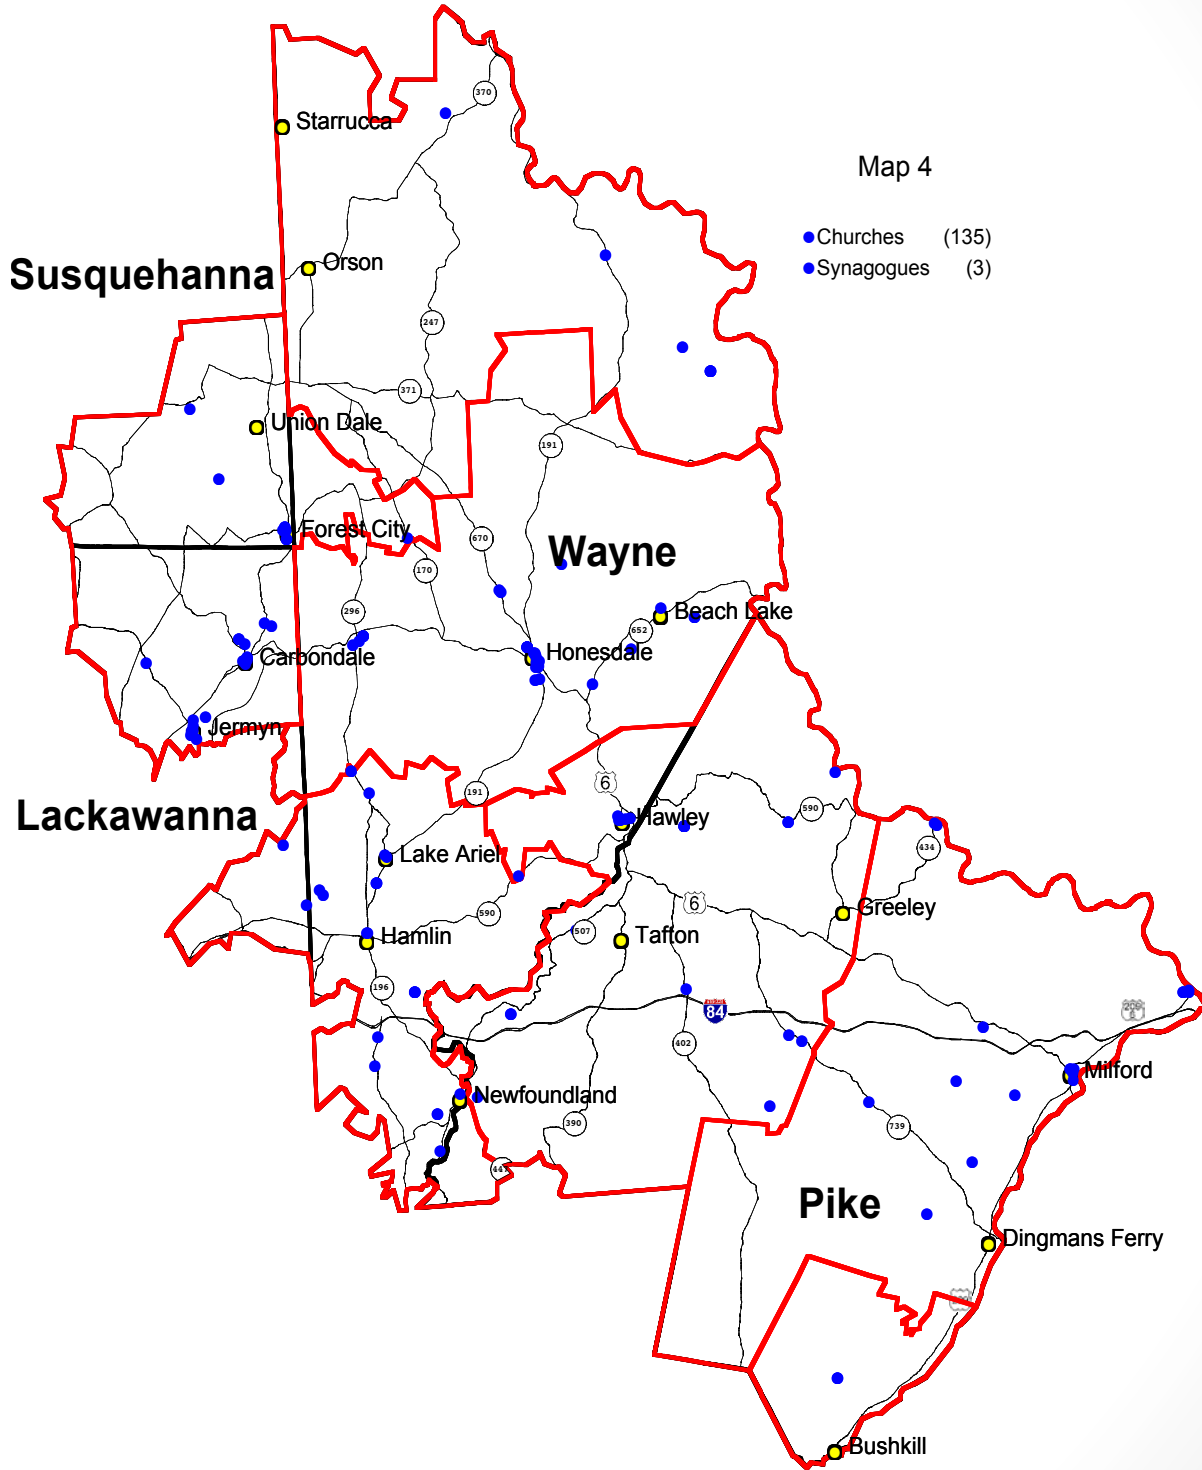 370
Starrucca
Map 4
Churches (135)
Synagogues (3)
Orson
Susquehanna
247
371
Union Dale
191
Forest City
670
Wayne
170
296
Beach Lake
652
Honesdale
Carbondale
Jermyn
6
191
590
Lackawanna
Hawley
434
Lake Ariel
6
Greeley
590
507
Tafton
Hamlin
196
84
402
Milford
Newfoundland
390
739
447
Pike
Dingmans Ferry
Bushkill